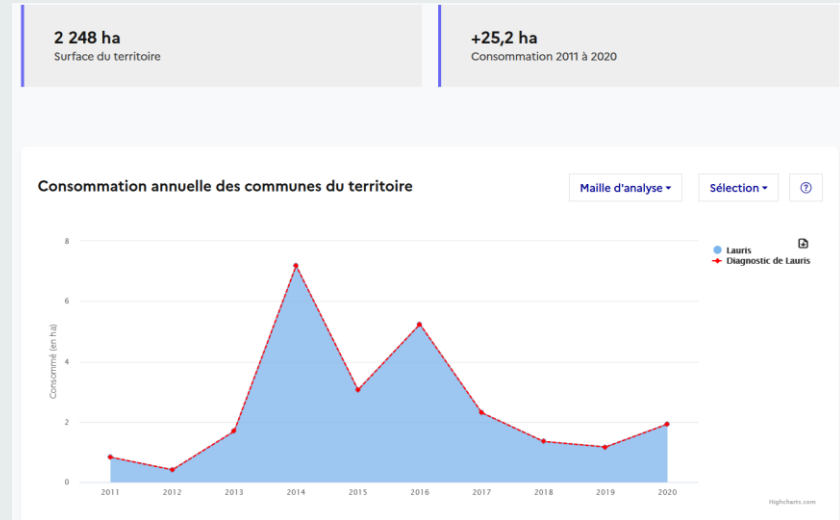 2 248 ha
Surface du territoire
+25,2 ha
Consommation 2011 à 2020
Consommation annuelle des communes du territoire
Maille d'analyse
Sélection
?
Lauris
Diagnostic de Lauris
Consommé (en ha)
8
6
4
2
0
2011 2012 2013 2014 2015 2016 2017 2018 2019 2020
Highcharts.com